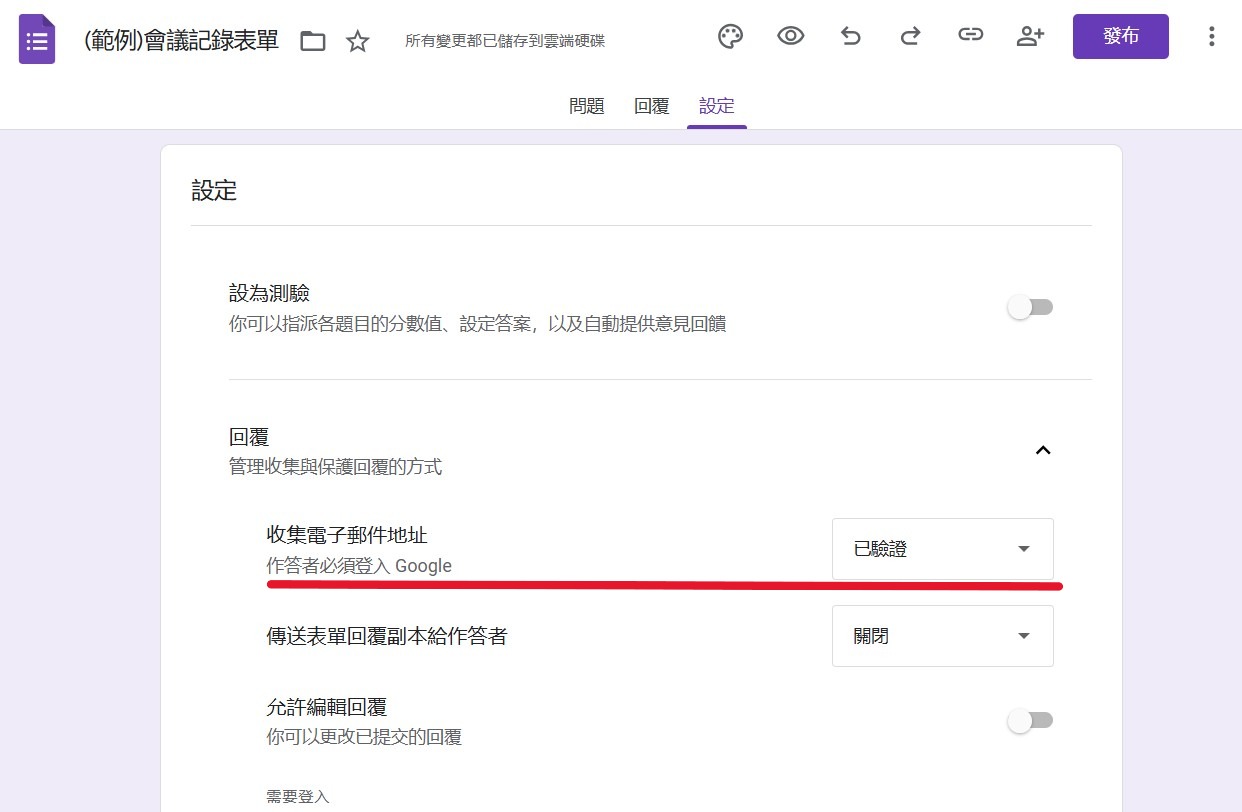 (範例)會議記錄表單
所有變更都已儲存到雲端硬碟
發布
問題
回覆
設定
設定
設為測驗
你可以指派各題目的分數值、設定答案，以及自動提供意見回饋
回覆
管理收集與保護回覆的方式
收集電子郵件地址
已驗證
作答者必須登入 Google
傳送表單回覆副本給作答者
關閉
允許編輯回覆
你可以更改已提交的回覆
需要登入